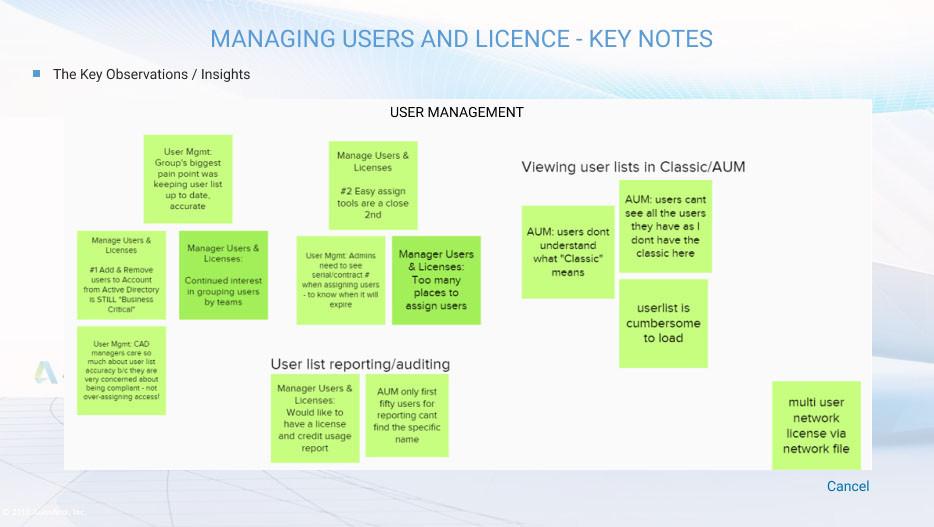 MANAGING USERS AND LICENCE - KEY NOTES
The Key Observations / Insights
USER MANAGEMENT
User Mgmt:
Group's biggest
pain point was
keeping user list
up to date,
accurate
Manage Users &
Licenses
#1 Add & Remove
users to Account
from Active Directory
is STILL "Business
Critical"
Manager Users &
Licenses:
Continued interest
in grouping users
by teams
User Mgmt: CAD
managers care so
much about user list
accuracy b/c they are
very concerned about
being compliant - not
over-assigning access!
Manage Users &
Licenses
#2 Easy assign
tools are a close
2nd
User Mgmt: Admins
need to see
serial/contract #
when assigning users
- to know when it will
expire
Manager Users
& Licenses:
Too many
places to
assign users
User list reporting/auditing
Manager Users &
Licenses:
Would like to
have a license
and credit usage
report
AUM only first
fifty users for
reporting cant
find the specific
name
Viewing user lists in Classic/AUM
AUM: users dont
understand
what "Classic"
means
AUM: users cant
see all the users
they have as I
dont have the
classic here
userlist is
cumbersome
to load
multi user
network
license via
network file
Cancel
Autodesk, Inc.